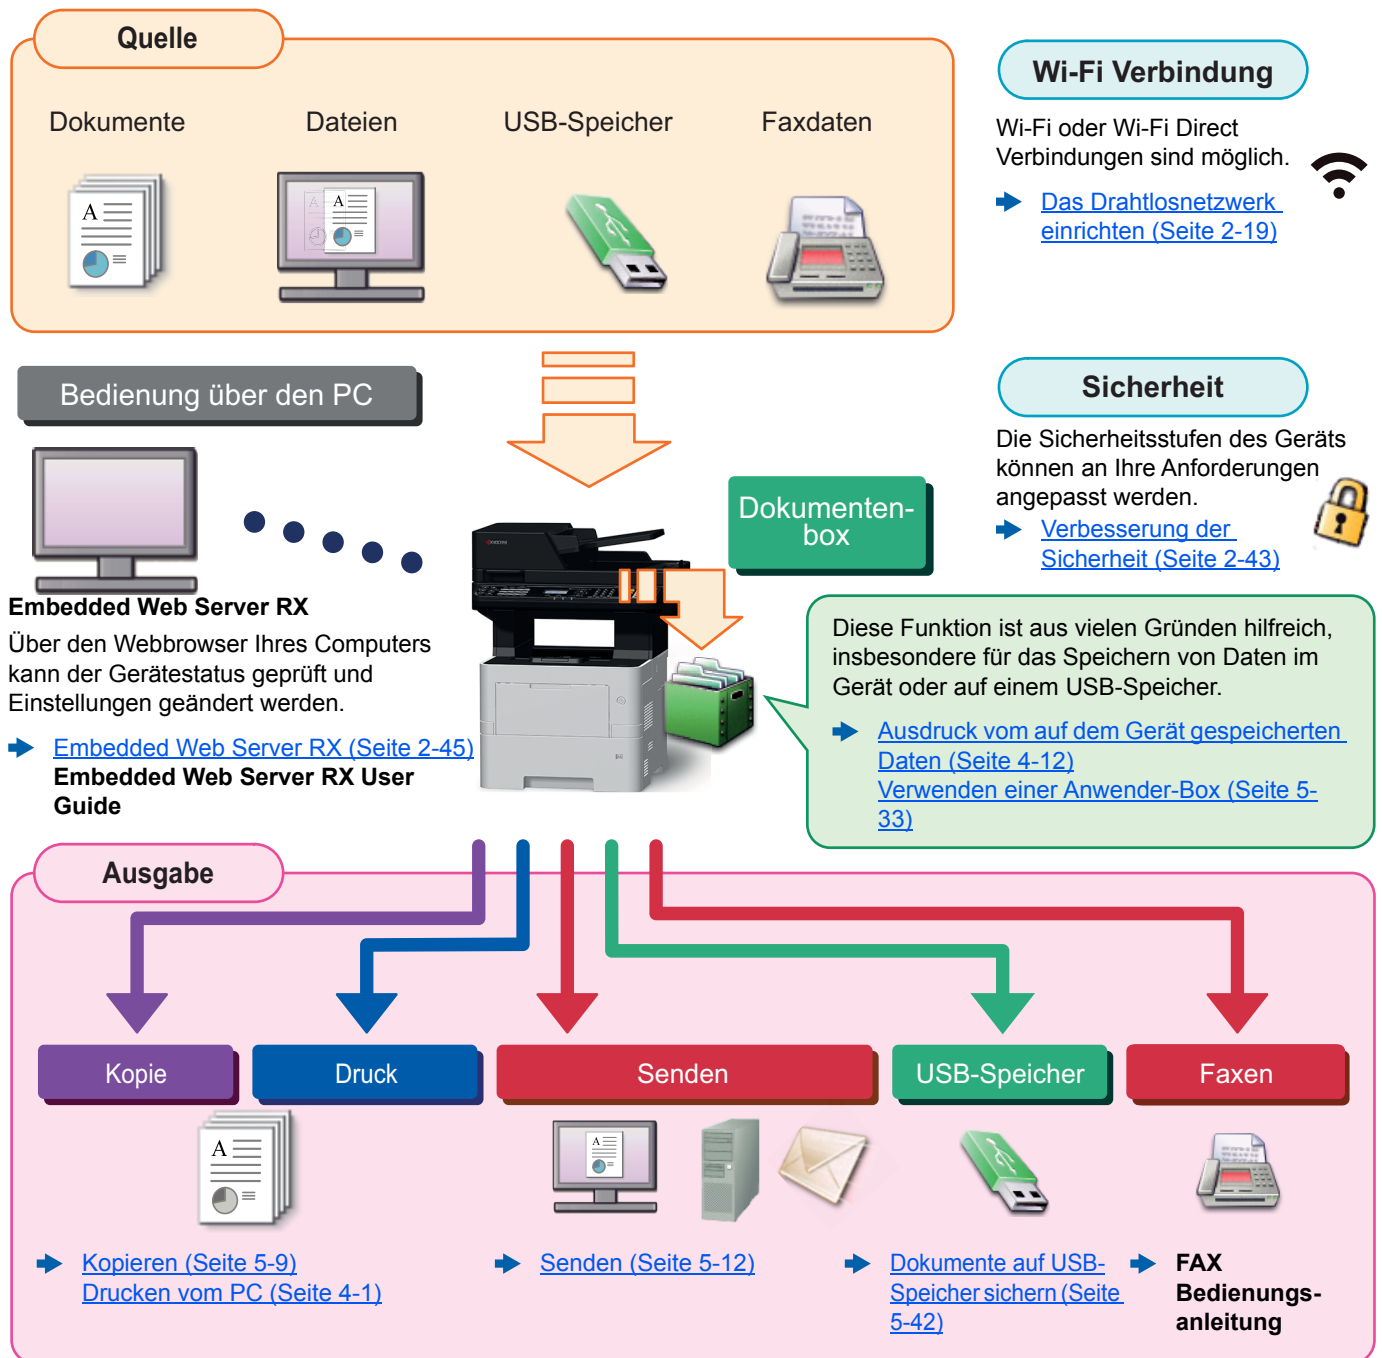 Quelle
Dokumente
Dateien
USB-Speicher
Faxdaten
Wi-Fi Verbindung
Wi-Fi oder Wi-Fi Direct
Verbindungen sind möglich.
Das Drahtlosnetzwerk
einrichten (Seite 2-19)
Bedienung über den PC
Sicherheit
Die Sicherheitsstufen des Geräts
können an Ihre Anforderungen
angepasst werden.
Verbesserung der
Sicherheit (Seite 2-43)
Dokumenten-
box
Embedded Web Server RX
Über den Webbrowser Ihres Computers
kann der Gerätestatus geprüft und
Einstellungen geändert werden.
Embedded Web Server RX (Seite 2-45)
Embedded Web Server RX User
Guide
Diese Funktion ist aus vielen Gründen hilfreich,
insbesondere für das Speichern von Daten im
Gerät oder auf einem USB-Speicher.
Ausdruck vom auf dem Gerät gespeicherten
Daten (Seite 4-12)
Verwenden einer Anwender-Box (Seite 5-
33)
Ausgabe
Kopie
Druck
Senden
USB-Speicher
Faxen
A
Kopieren (Seite 5-9)
Drucken vom PC (Seite 4-1)
Senden (Seite 5-12)
Dokumente auf USB-
Speicher sichern (Seite
5-42)
FAX
Bedienungs-
anleitung